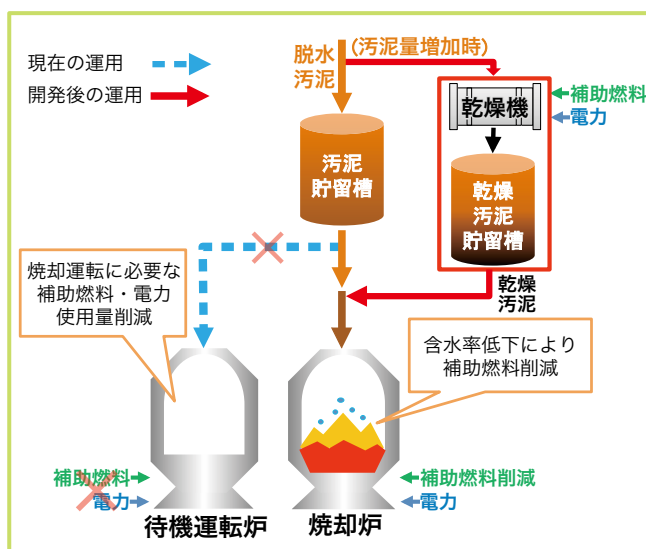 現在の運用
開発後の運用
脱水
汚泥
(汚泥量増加時)
乾燥機
補助燃料
電力
汚泥
貯留槽
乾燥
汚泥
貯留槽
乾燥
汚泥
焼却運転に必要な
補助燃料・電力
使用量削減
含水率低下により
補助燃料削減
補助燃料
電力
待機運転炉
補助燃料削減
電力
焼却炉